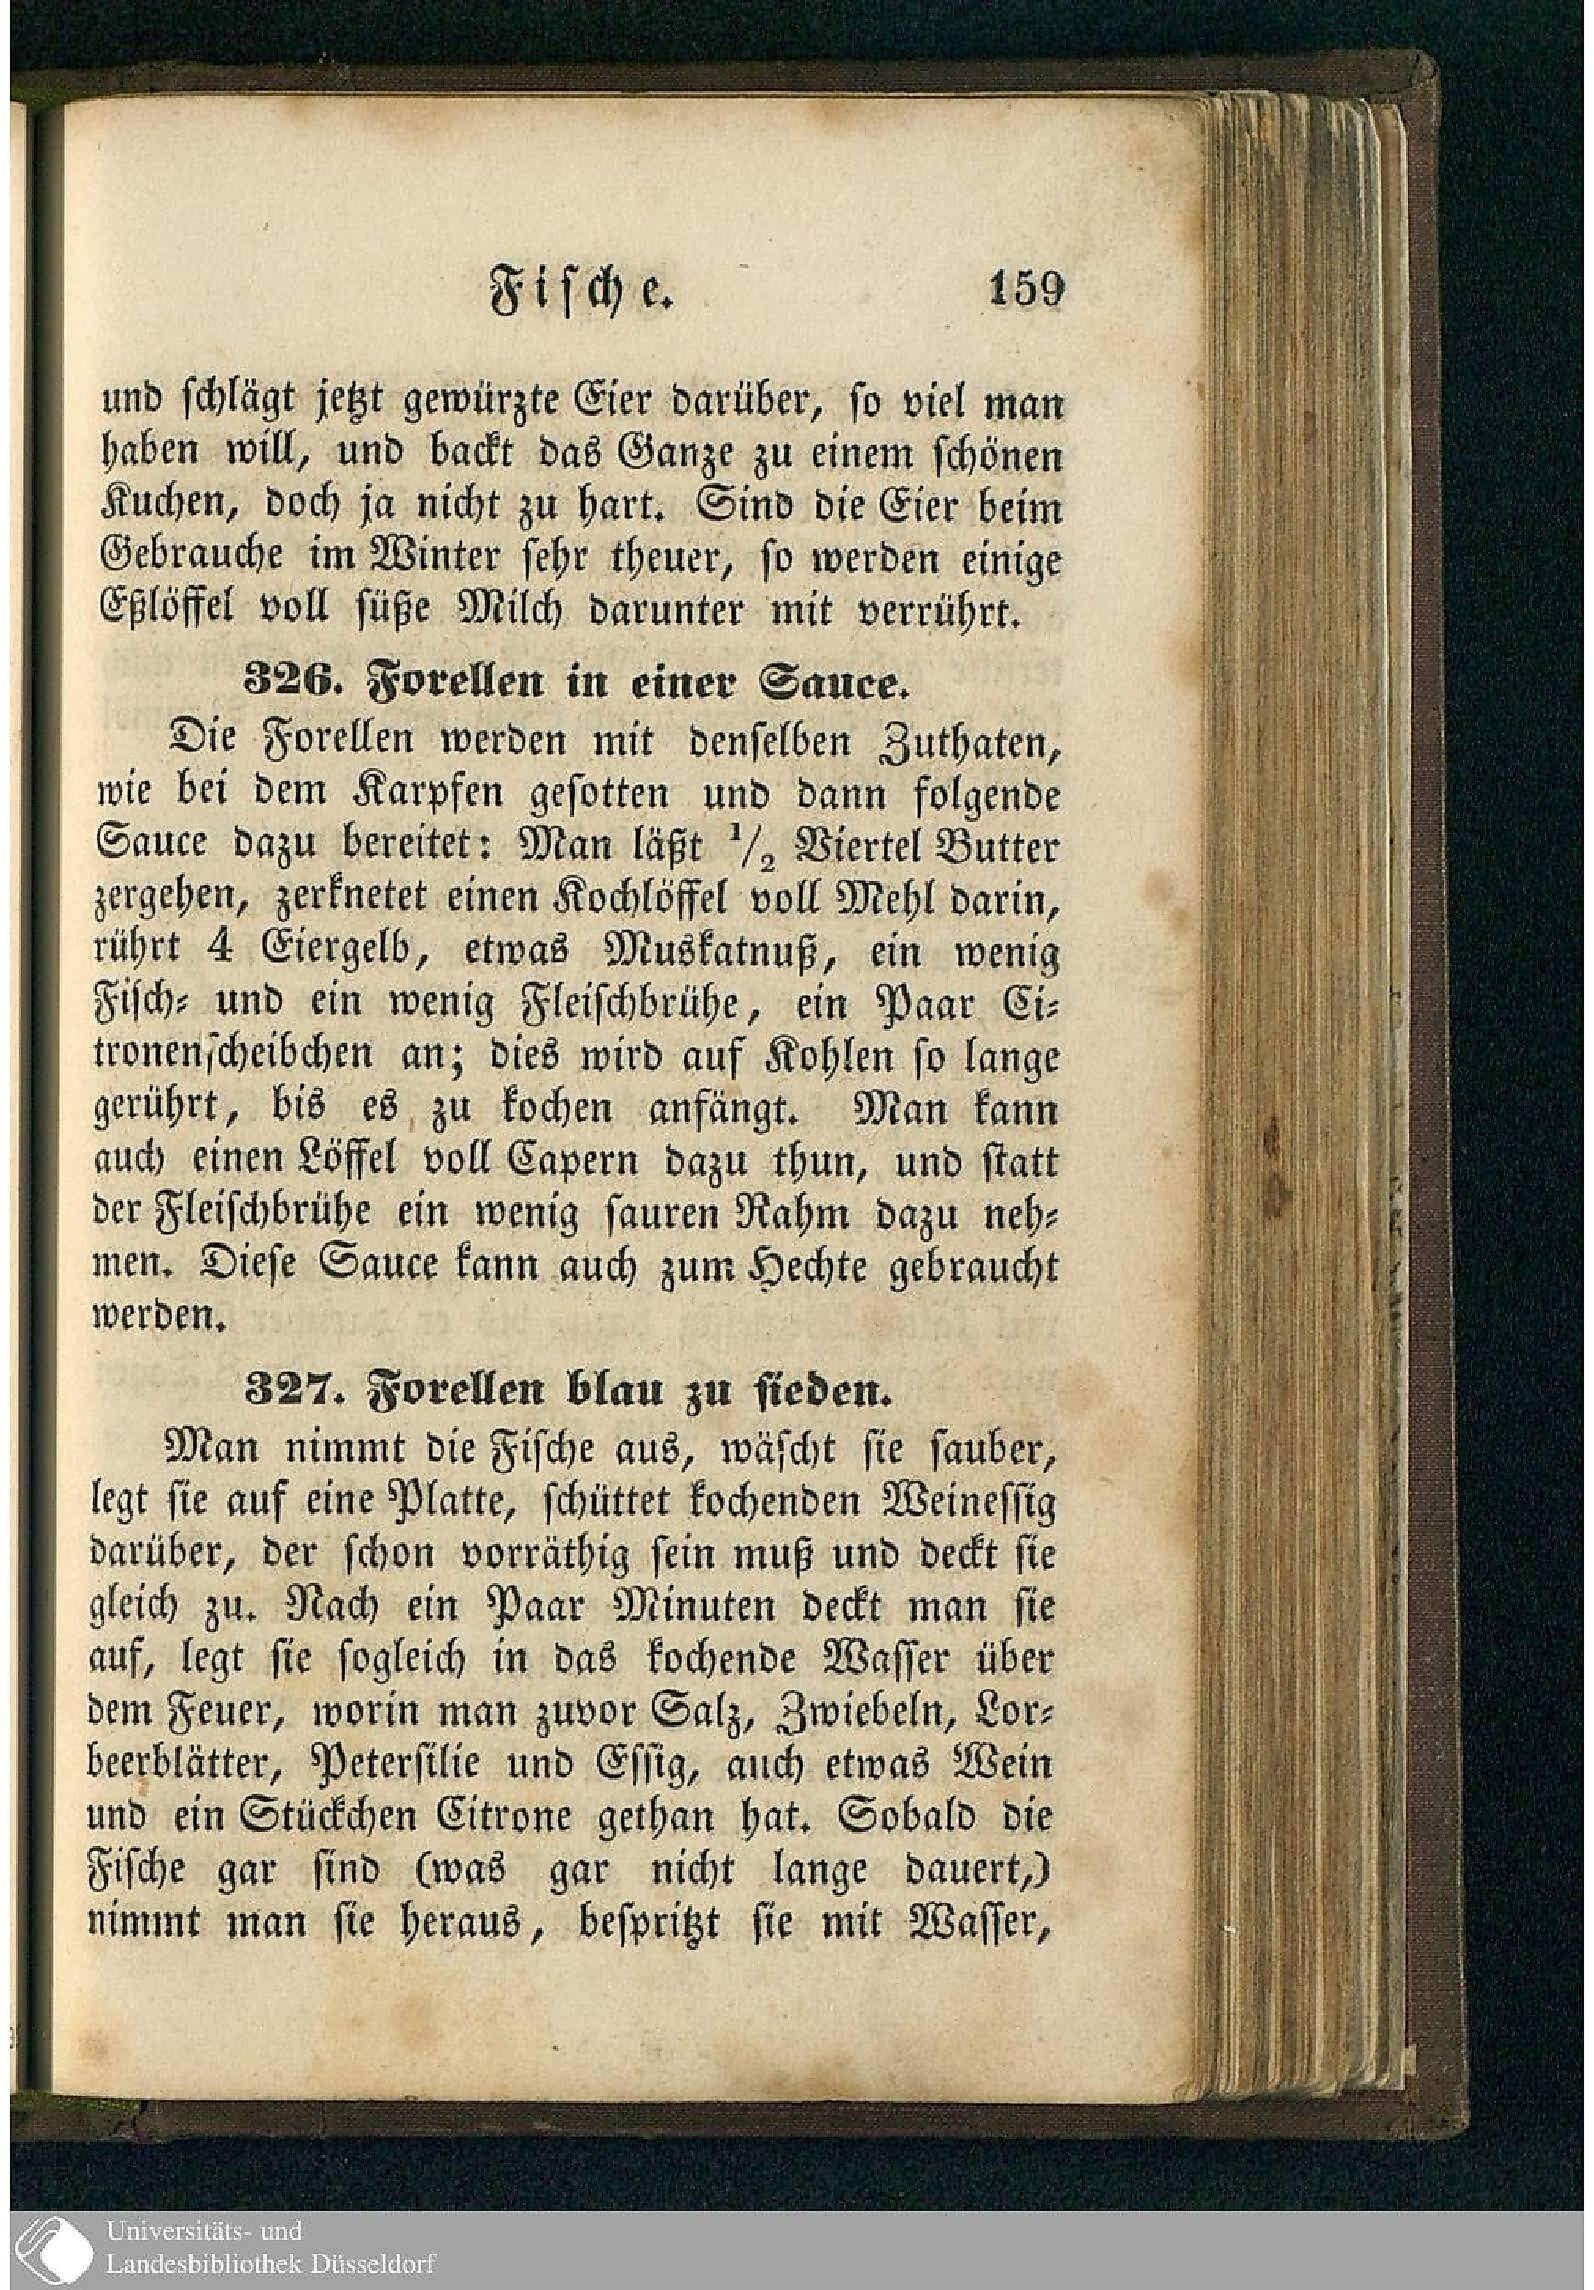 Fische. 159
und schlägt jetzt gewürzte Eier darüber, so viel man
haben will, und backt das Ganze zu einem schönen
Kuchen, doch ja nicht zu hart. Sind die Eier beim
Gebrauche im Winter sehr theuer, so werden einige
Eßlöffel voll süße Milch darunter mit verrührt.
326. Forellen in einer Sauce.
Die Forellen werden mit denselben Zuthaten,
wie bei dem Karpfen gesotten und dann folgende
Sauce dazu bereitet: Man läßt 1/2 Viertel Butter
zergehen, zerknetet einen Kochlöffel voll Mehl darin,
rührt 4 Eiergelb, etwas Muskatnuß, ein wenig
Fisch- und ein wenig Fleischbrühe, ein Paar Ci-
tronenscheibchen an; dies wird auf Kohlen so lange
gerührt, bis es zu kochen anfängt. Man kann
auch einen Löffel voll Capern dazu thun, und statt
der Fleischbrühe ein wenig sauren Rahm dazu neh-
men. Diese Sauce kann auch zum Hechte gebraucht
werden.
327. Forellen blau zu sieden.
Man nimmt die Fische aus, wäscht sie sauber,
legt sie auf eine Platte, schüttet kochenden Weinessig
darüber, der schon vorräthig sein muß und deckt sie
gleich zu. Nach ein Paar Minuten deckt man sie
auf, legt sie sogleich in das kochende Wasser über
dem Feuer, worin man zuvor Salz, Zwiebeln, Lor-
beerblätter, Petersilie und Essig, auch etwas Wein
und ein Stückchen Citrone gethan hat. Sobald die
Fische gar sind (was gar nicht lange dauert,)
nimmt man sie heraus, bespritzt sie mit Wasser,
Universitäts- und
Landesbibliothek Düsseldorf